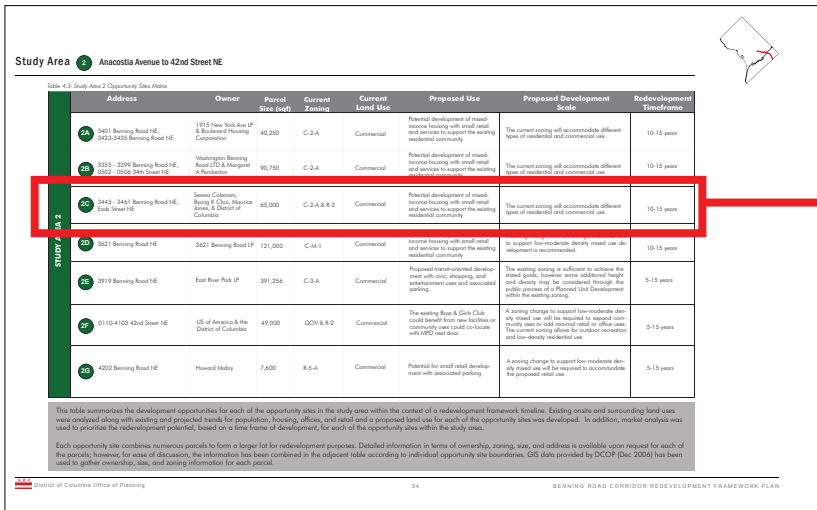 Study Area 2 Anacostia Avenue to 42nd Street NE
Table 4.3- Study Area 2 Opportunity Sites Matrix
Address Owner Parcel Size (sqf) Current Zoning Current Land Use Proposed Use Proposed Development Scale Redevelopment Timeframe
STUDY AREA 2
2A
3401 Benning Road NE,
3423-3435 Benning Road NE
1915 New York Ave LP
& Boulevard Housing
Corporation
40,250
C-2-A
Commercial
Potential development of mixed-
income housing with small retail
and services to support the existing
residential community
The current zoning will accommodate different
types of residential and commercial use.
10-15 years
2B
3355 - 3399 Benning Road NE,
0502 - 0506 34th Street NE
Washington Benning
Road LTD & Margaret
A Pemberton
90,750
C-2-A
Commercial
Potential development of mixed-
income housing with small retail
and services to support the existing
residential community
The current zoning will accommodate different
types of residential and commercial use.
10-15 years
2C
3443 - 3461 Benning Road NE,
Eads Street NE
Seresa Coleman,
Byong K Choi, Maurice
Jones, & District of
Columbia
65,000
C-2-A & R-3
Commercial
Potential development of mixed-
income housing with small retail
and services to support the existing
residential community
The current zoning will accommodate different
types of residential and commercial use.
10-15 years
2D
3621 Benning Road NE
3621 Benning Road LP
121,000
C-M-1
Commercial
income housing with small retail
and services to support the existing
residential community
to support low-moderate density mixed use de-
velopment is recommended.
10-15 years
2E
3919 Benning Road NE
East River Park LP
391,256
C-3-A
Commercial
Proposed transit-oriented develop-
ment with civic, shopping, and
entertainment uses and associated
parking.
The existing zoning is sufficient to achieve the
stated goals; however some additional height
and density may be considered through the
public process of a Planned Unit Development
within the existing zoning.
5-15 years
2F
0110-4103 42nd Street NE
US of America & the
District of Columbia
49,000
GOV & R-2
Commercial
The existing Boys & Girls Club
could benefit from new facilities or
community uses could co-locate
with MPD next door.
A zoning change to support low-moderate den-
sity mixed use will be required to expand com-
munity uses or add minimal retail or office uses.
The current zoning allows for outdoor recreation
and low-density residential use
5-15 years
2G
4202 Benning Road NE
Howard Mabry
7,600
R-5-A
Commercial
Potential for small retail develop-
ment with associated parking
A zoning change to support low-moderate den-
sity mixed used will be required to accommodate
the proposed retail use.
5-15 years
This table summarizes the development opportunities for each of the opportunity sites in the study area within the context of a redevelopment framework timeline. Existing onsite and surrounding land uses
were analyzed along with existing and projected trends for population, housing, offices, and retail and a proposed land use for each of the opportunity sites was developed. In addition, market analysis was
used to prioritize the redevelopment potential, based on a time frame of development, for each of the opportunity sites within the study area.
Each opportunity site combines numerous parcels to form a larger lot for redevelopment purposes. Detailed information in terms of ownership, zoning, size, and address is available upon request for each of
the parcels; however, for ease of discussion, the information has been combined in the adjacent table according to individual opportunity site boundaries. GIS data provided by DCOP (Dec 2006) has been
used to gather ownership, size, and zoning information for each parcel.
District of Columbia Office of Planning
54
BENNING ROAD CORRIDOR REDEVELOPMENT FRAMEWORK PLAN